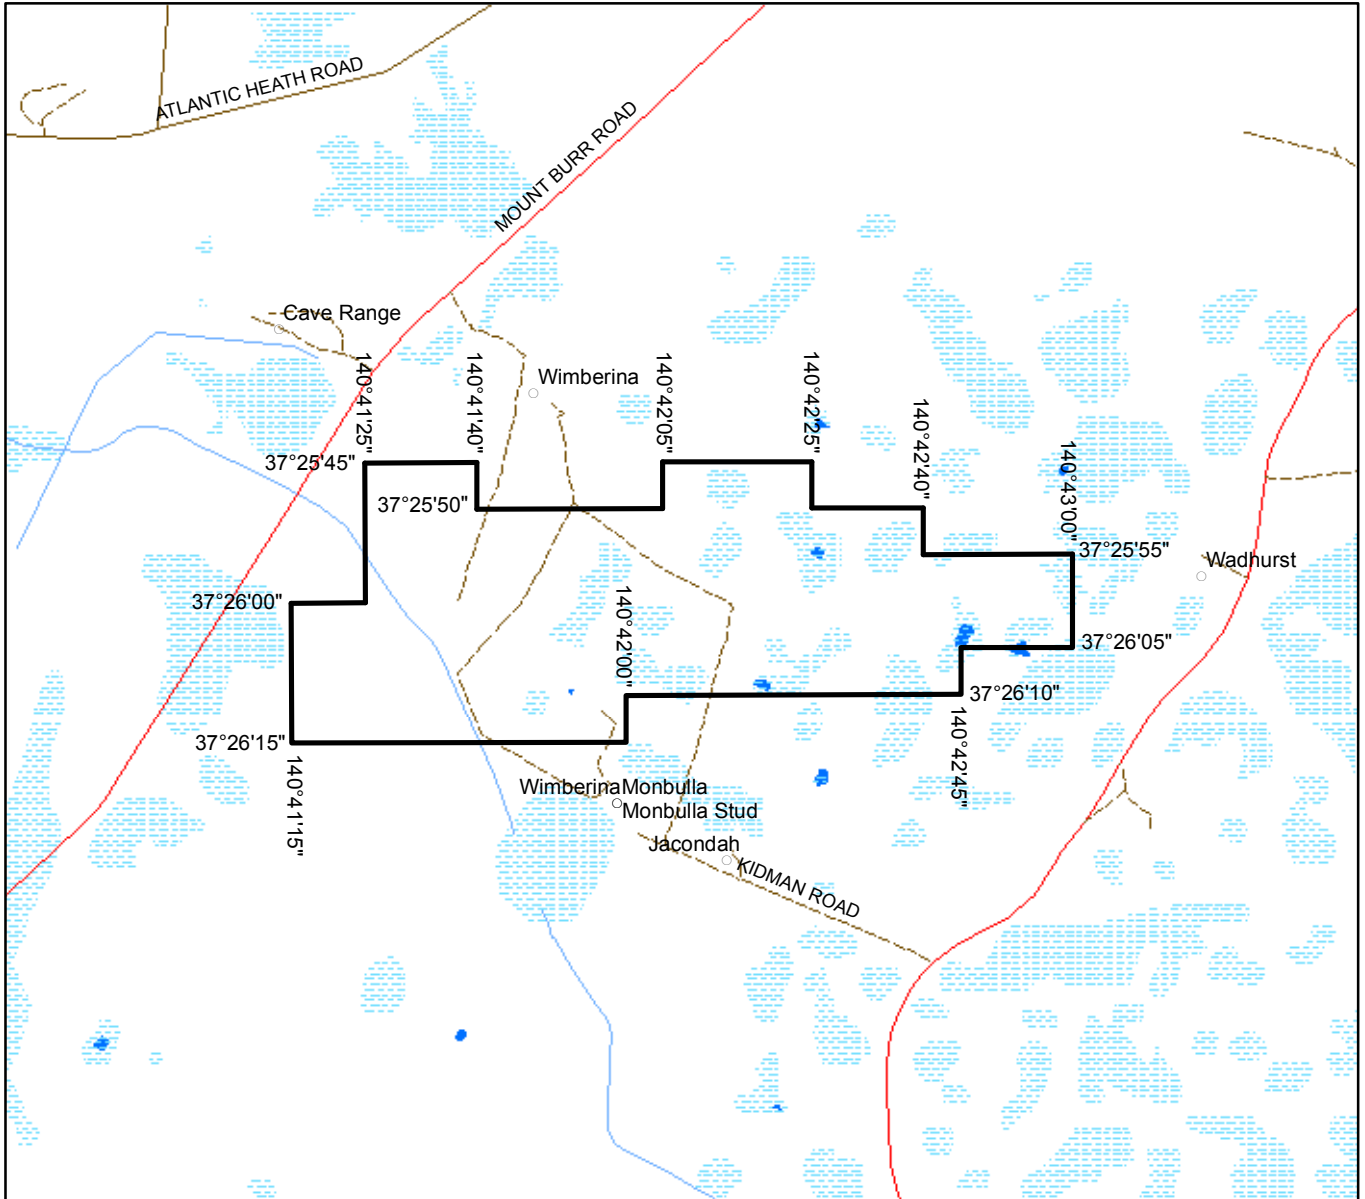 ATLANTIC HEATH ROAD
MOUNT BURR ROAD
Cave Range
Wimberina
140°41'25"
140°41'40"
140°42'05"
140°42'25"
140°42'40"
140°43'00"
37°25'45"
37°25'50"
37°25'55"
Wadhurst
37°26'00"
140°42'00"
37°26'05"
37°26'10"
37°26'15"
140°41'15"
140°42'45"
Wimberina Monbulla
Monbulla Stud
Jacondah
KIDMAN ROAD